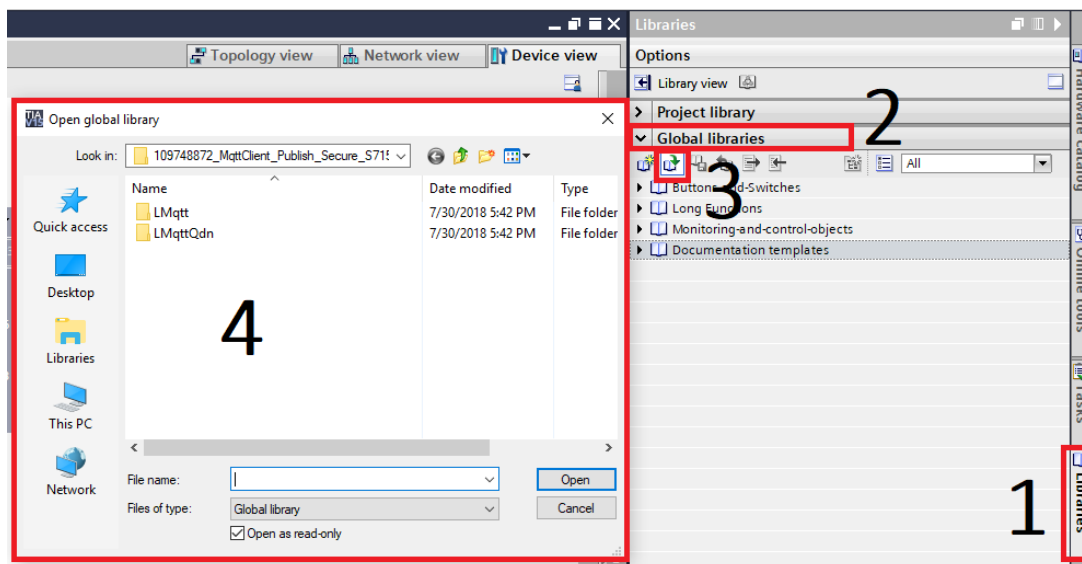 Libraries
Topology view
Network view
Device view
Options
Library view
Project library
2
Global libraries
3
All
Buttons-and-Switches
Long Functions
Monitoring-and-control-objects
Documentation templates
Open global library
Look in:
109748872_MqttClient_Publish_Secure_S715
Name
Date modified
Type
LMqtt
7/30/2018 5:42 PM
File folder
LMqttQdn
7/30/2018 5:42 PM
File folder
Quick access
Desktop
Libraries
This PC
Network
4
File name:
Open
Files of type:
Global library
Cancel
Open as read-only
Hardware catalog
Online tools
Tasks
1
Libraries